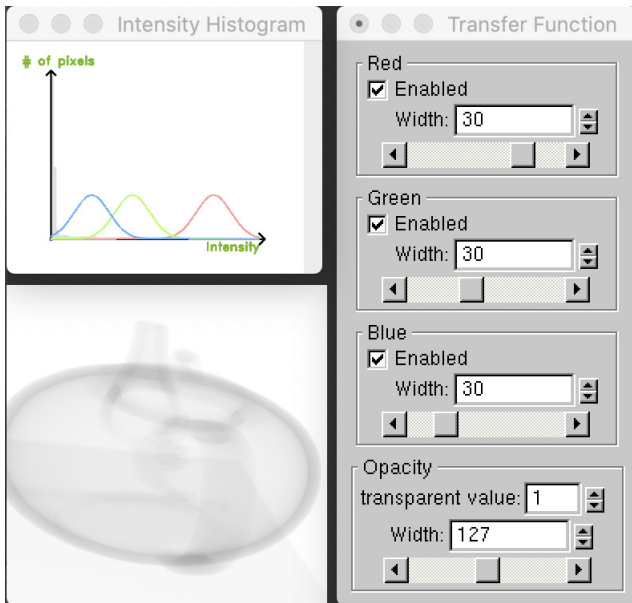 Intensity Histogram
# of pixels
Intensity
Transfer Function
Red
Enabled
Width: 30
Green
Enabled
Width: 30
Blue
Enabled
Width: 30
Opacity
transparent value: 1
Width: 127